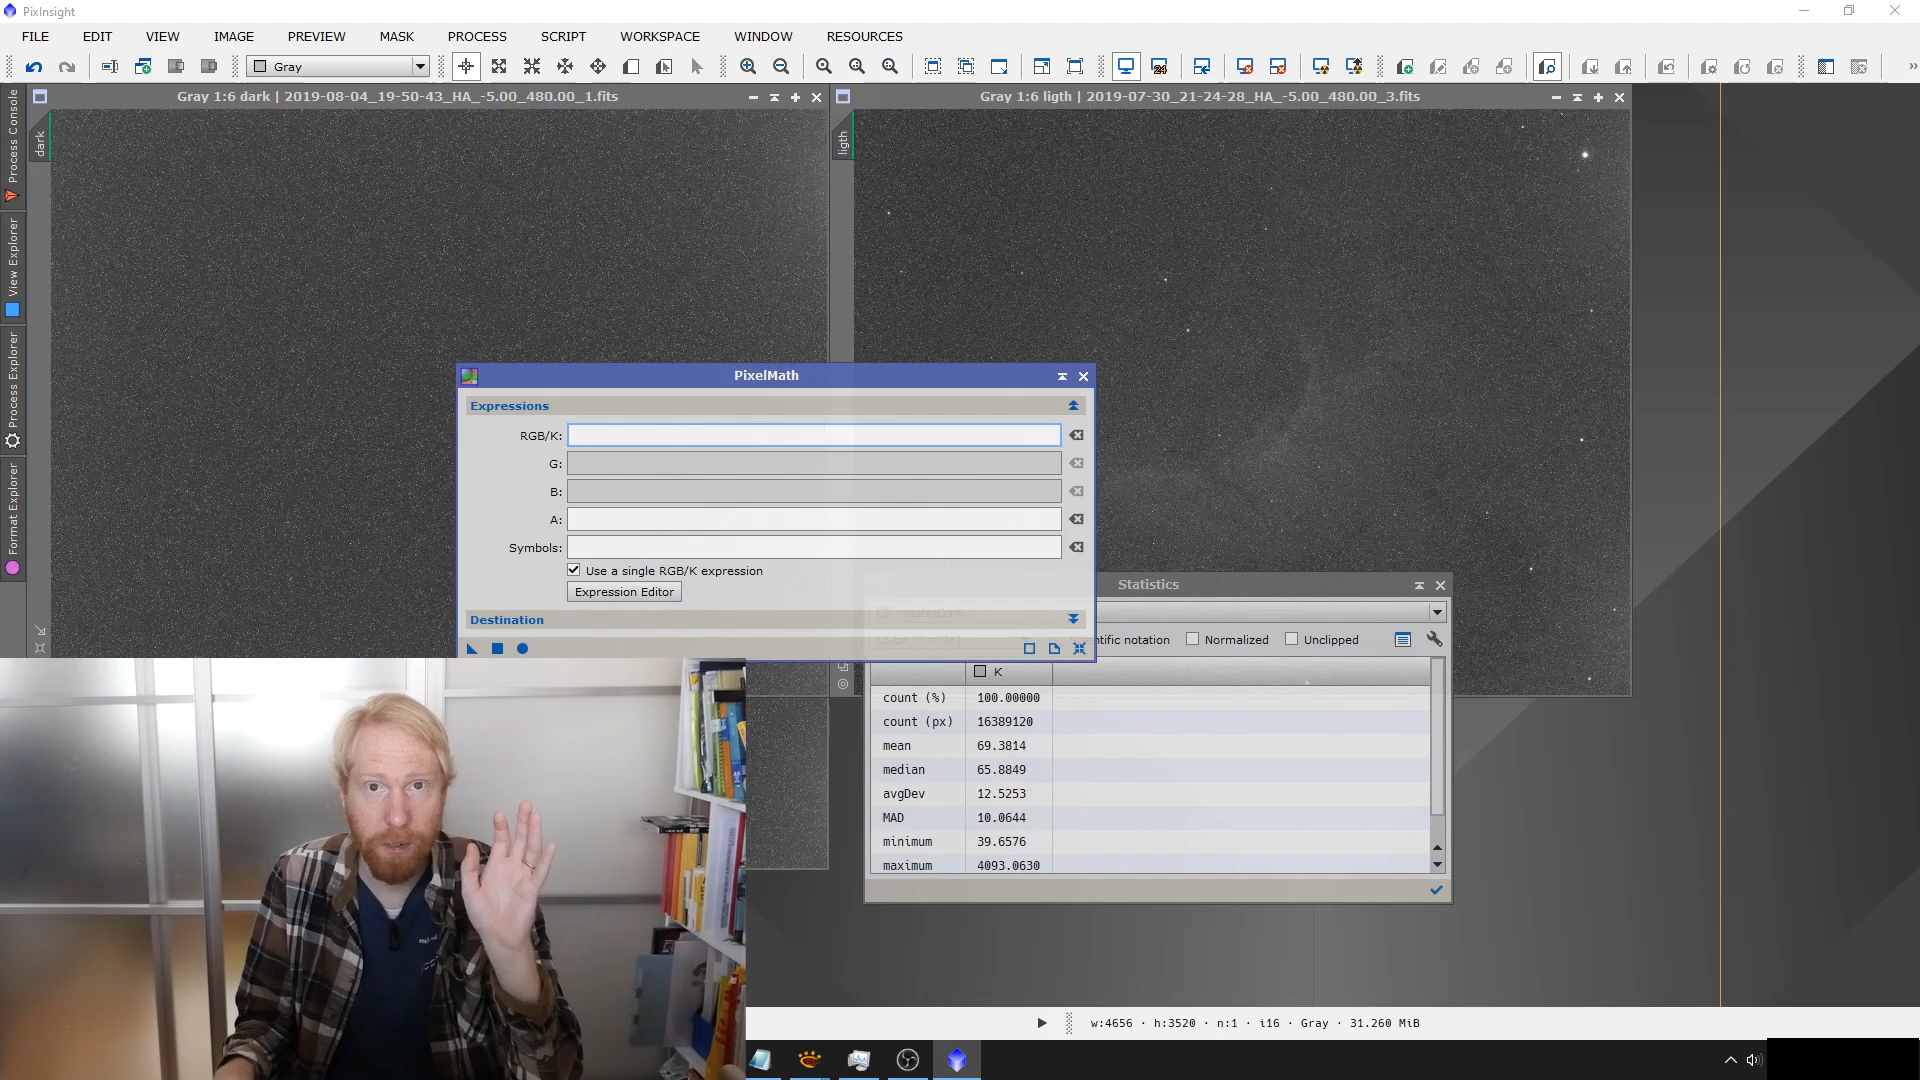 PixInsight
FILE EDIT VIEW IMAGE PREVIEW MASK PROCESS SCRIPT WORKSPACE WINDOW RESOURCES
Gray
24
Gray 1:6 dark | 2019-08-04_19-50-43_HA_-5.00_480.00_1.fits
Gray 1:6 ligth | 2019-07-30_21-24-28_HA_-5.00_480.00_3.fits
Process Console
View Explorer
Process Explorer
Format Explorer
dark
ligth
PixelMath
Expressions
RGB/K:
G:
B:
A:
Symbols:
Use a single RGB/K expression
Expression Editor
Destination
Statistics
ntific notation Normalized Unclipped
K
count (%) 100.00000
count (px) 16389120
mean 69.3814
median 65.8849
avgDev 12.5253
MAD 10.0644
minimum 39.6576
maximum 4093.0630
w:4656 · h:3520 · n:1 · i16 · Gray · 31.260 MiB